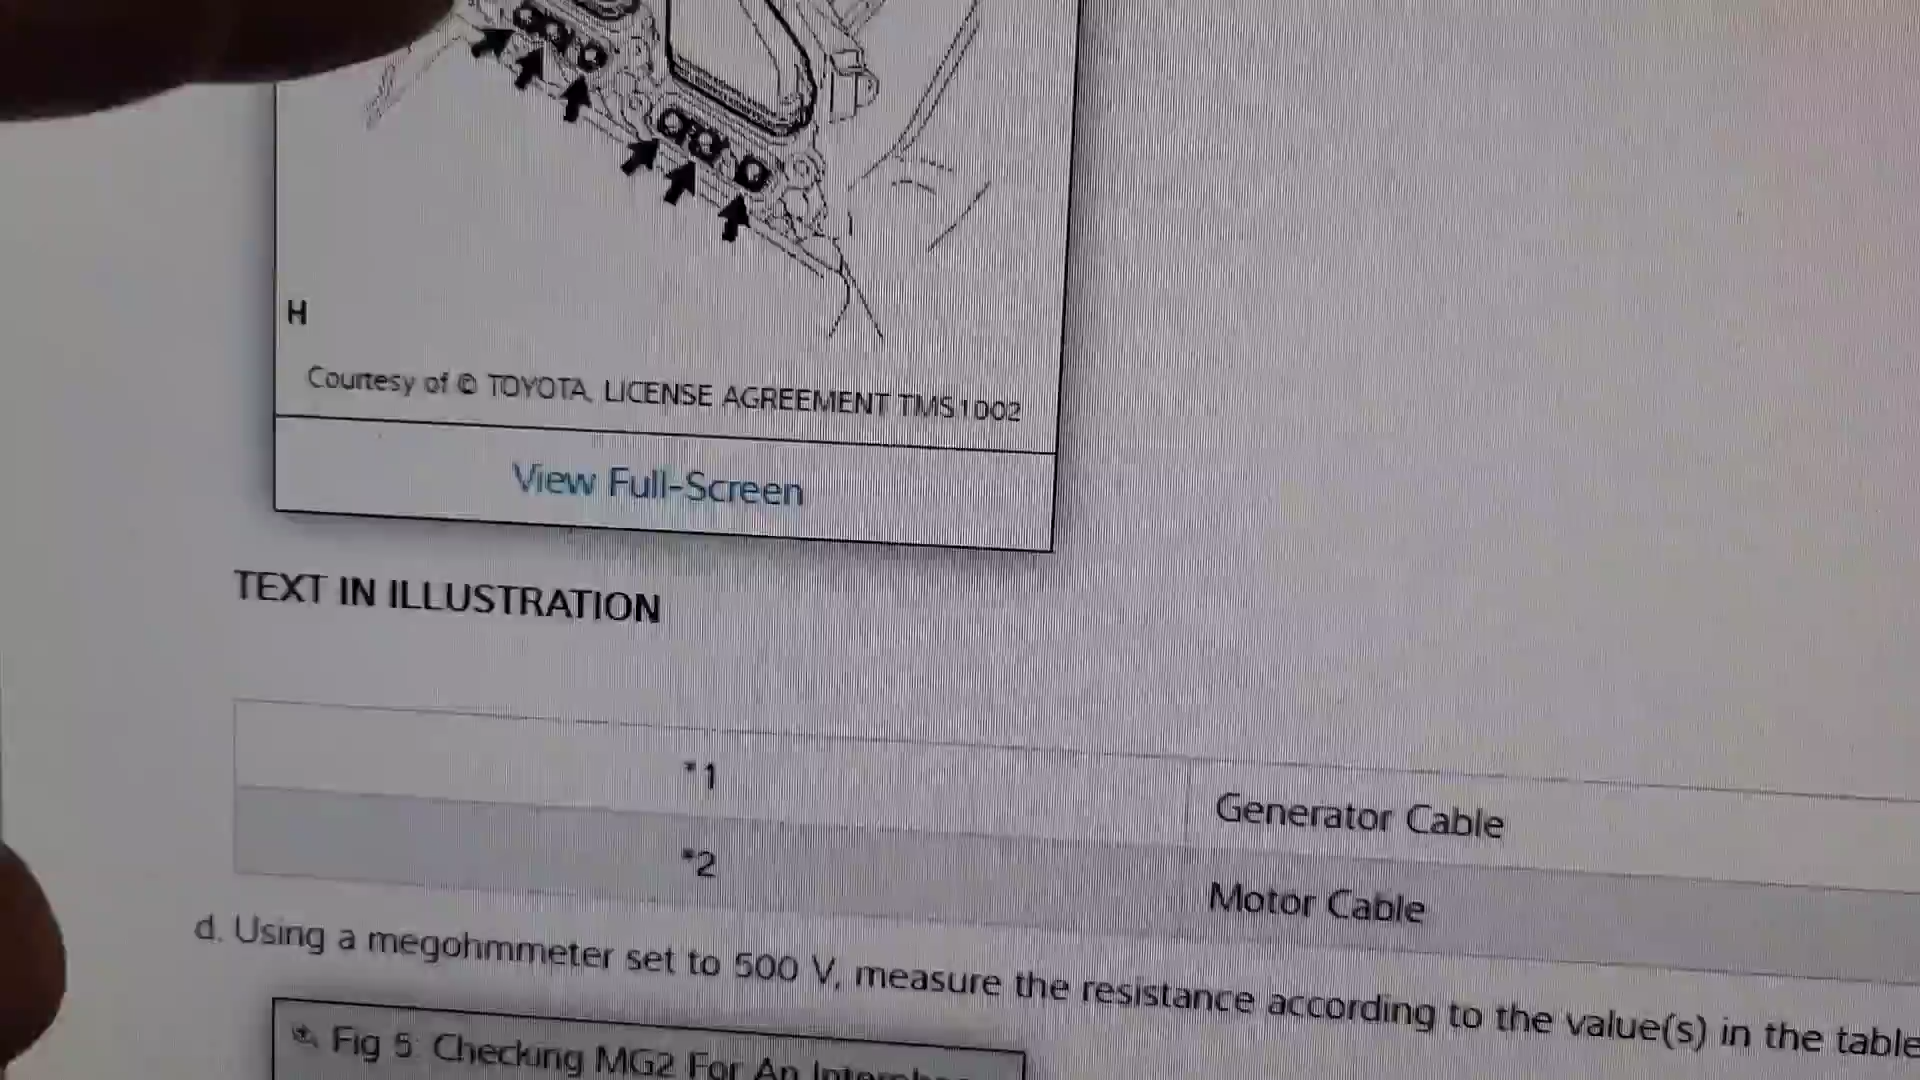 H
Courtesy of © TOYOTA, LICENSE AGREEMENT TMS1002
View Full-Screen
TEXT IN ILLUSTRATION
*1 Generator Cable
*2 Motor Cable
d. Using a megohmmeter set to 500 V, measure the resistance according to the value(s) in the table
Fig 5: Checking MG2 For An